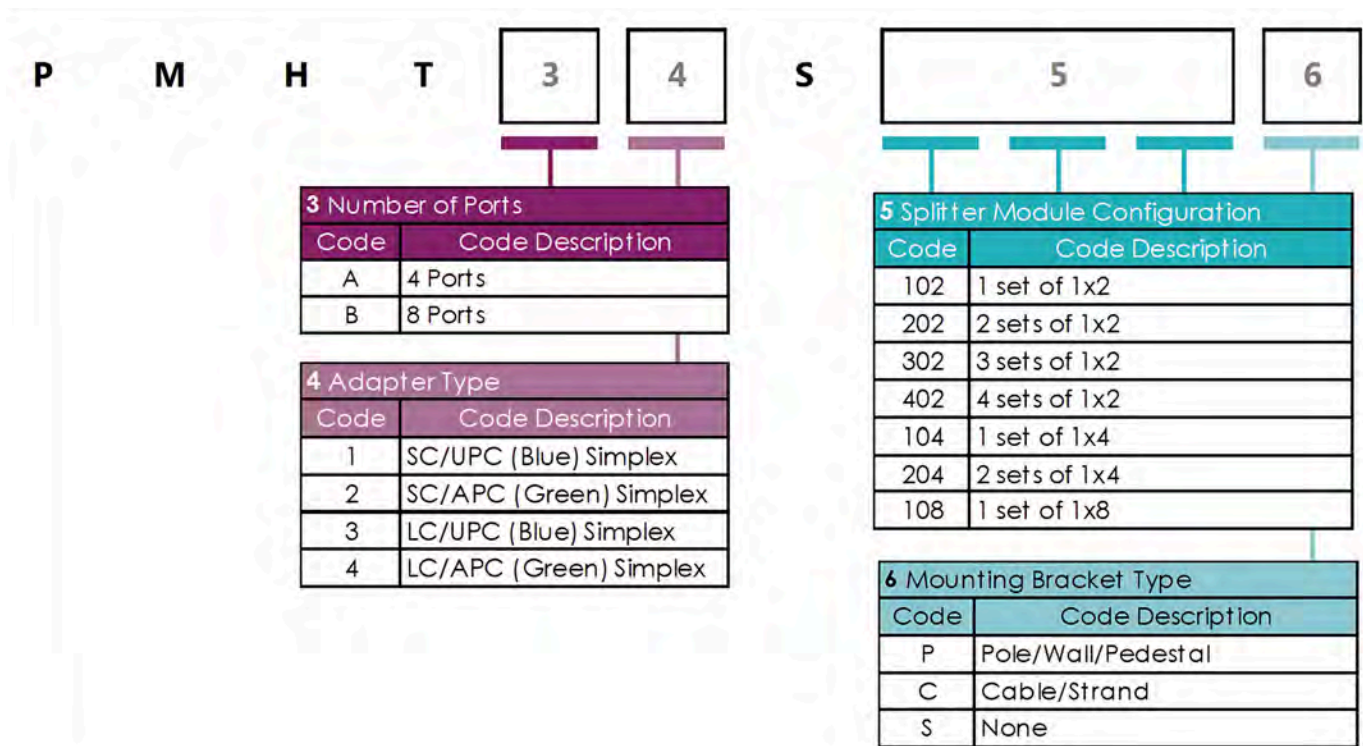 P M H T 3 4 S 5 6
3 Number of Ports
Code Code Description
A 4 Ports
B 8 Ports
4 Adapter Type
Code Code Description
1 SC/UPC (Blue) Simplex
2 SC/APC (Green) Simplex
3 LC/UPC (Blue) Simplex
4 LC/APC (Green) Simplex
5 Splitter Module Configuration
Code Code Description
102 1 set of 1x2
202 2 sets of 1x2
302 3 sets of 1x2
402 4 sets of 1x2
104 1 set of 1x4
204 2 sets of 1x4
108 1 set of 1x8
6 Mounting Bracket Type
Code Code Description
P Pole/Wall/Pedestal
C Cable/Strand
S None